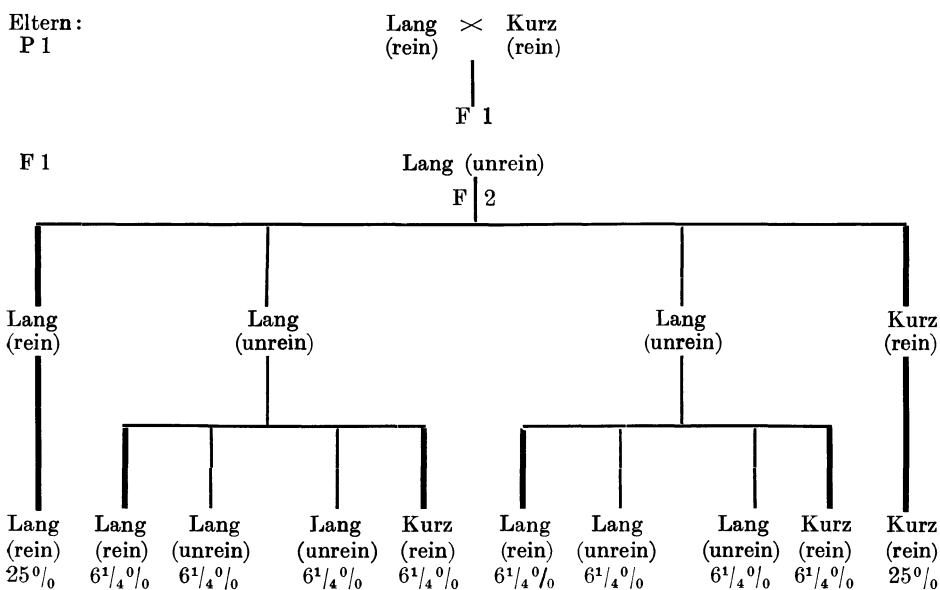 Eltern: Lang × Kurz
P 1 (rein) (rein)
F 1
F 1 Lang (unrein)
F 2
Lang Lang Lang Kurz
(rein) (unrein) (unrein) (rein)
Lang Lang Lang Lang Kurz Lang Lang Lang Kurz Kurz
(rein) (rein) (unrein) (unrein) (rein) (rein) (unrein) (unrein) (rein) (rein)
25% 6¹/₄% 6¹/₄% 6¹/₄% 6¹/₄% 6¹/₄% 6¹/₄% 6¹/₄% 6¹/₄% 25%